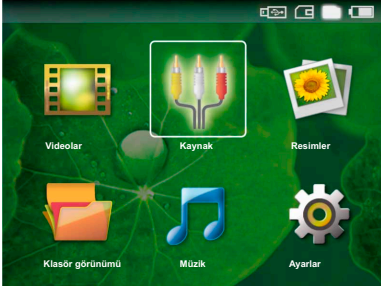 Videolar
Kaynak
Resimler
Klasör görünümü
Müzik
Ayarlar